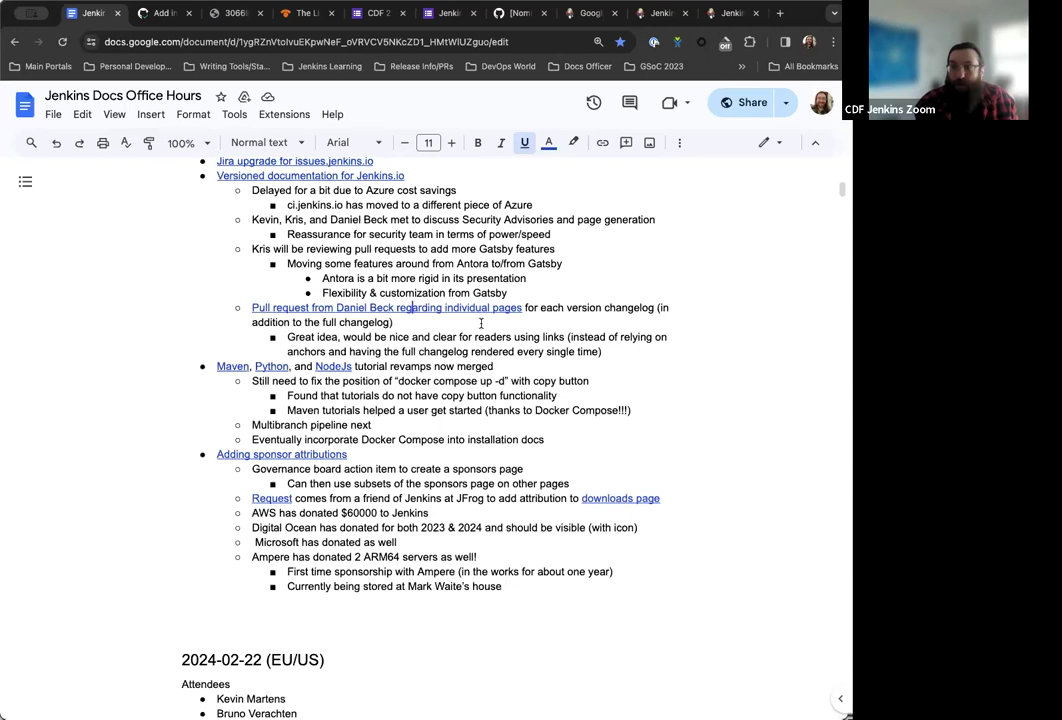 Jenkin
Add in
3066
The Li
CDF 2
Jenkin
[Nomi
Googl
Jenkin
Jenkin
docs.google.com/document/d/1ygRZnVtoIvuEKpwNeF_oVRVCV5NKcZD1_HMtWlUZguo/edit
Off
Main Portals
Personal Develop...
Writing Tools/Sta...
Jenkins Learning
Release Info/PRs
DevOps World
Docs Officer
GSoC 2023
All Bookmarks
CDF Jenkins Zoom
Jenkins Docs Office Hours
File Edit View Insert Format Tools Extensions Help
Share
100% Normal text Arial 11 B I U A
Jira upgrade for issues.jenkins.io
Versioned documentation for Jenkins.io
Delayed for a bit due to Azure cost savings
ci.jenkins.io has moved to a different piece of Azure
Kevin, Kris, and Daniel Beck met to discuss Security Advisories and page generation
Reassurance for security team in terms of power/speed
Kris will be reviewing pull requests to add more Gatsby features
Moving some features around from Antora to/from Gatsby
Antora is a bit more rigid in its presentation
Flexibility & customization from Gatsby
Pull request from Daniel Beck regarding individual pages for each version changelog (in
addition to the full changelog)
Great idea, would be nice and clear for readers using links (instead of relying on
anchors and having the full changelog rendered every single time)
Maven, Python, and NodeJs tutorial revamps now merged
Still need to fix the position of “docker compose up -d” with copy button
Found that tutorials do not have copy button functionality
Maven tutorials helped a user get started (thanks to Docker Compose!!!)
Multibranch pipeline next
Eventually incorporate Docker Compose into installation docs
Adding sponsor attributions
Governance board action item to create a sponsors page
Can then use subsets of the sponsors page on other pages
Request comes from a friend of Jenkins at JFrog to add attribution to downloads page
AWS has donated $60000 to Jenkins
Digital Ocean has donated for both 2023 & 2024 and should be visible (with icon)
Microsoft has donated as well
Ampere has donated 2 ARM64 servers as well!
First time sponsorship with Ampere (in the works for about one year)
Currently being stored at Mark Waite’s house
2024-02-22 (EU/US)
Attendees
Kevin Martens
Bruno Verachten